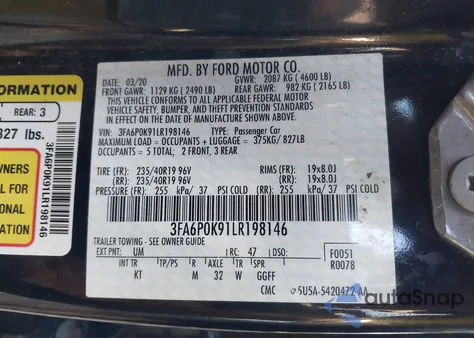 REAR: 3
827 lbs.
OWNERS
L FOR
ONAL
ATION
3FA6P0K91LR198146
MFD. BY FORD MOTOR CO.
DATE: 03/20 GVWR: 2087 KG ( 4600 LB)
FRONT GAWR: 1129 KG ( 2490 LB) REAR GAWR: 982 KG ( 2165 LB)
THIS VEHICLE CONFORMS TO ALL APPLICABLE FEDERAL MOTOR
VEHICLE SAFETY, BUMPER, AND THEFT PREVENTION STANDARDS
IN EFFECT ON THE DATE OF MANUFACTURE SHOWN ABOVE.
VIN: 3FA6P0K91LR198146 TYPE: Passenger Car
MAXIMUM LOAD = OCCUPANTS + LUGGAGE = 375KG / 827LB
OCCUPANTS = 5 TOTAL; 2 FRONT, 3 REAR
TIRE (FR): 235/40R19 96V RIMS (FR): 19x8.0J
(RR): 235/40R19 96V (RR): 19x8.0J
PRESSURE (FR): 255 kPa/ 37 PSI COLD (RR): 255 kPa/ 37 PSI COLD
3FA6P0K91LR198146
TRAILER TOWING - SEE OWNER GUIDE
EXT PNT: UM RC: 47 DSO: F0051
R0078
INT TR TP/PS R AXLE TR SPR
KT M 32 W GGFF
CMC 5U5A-5420472-AA
autoSnap